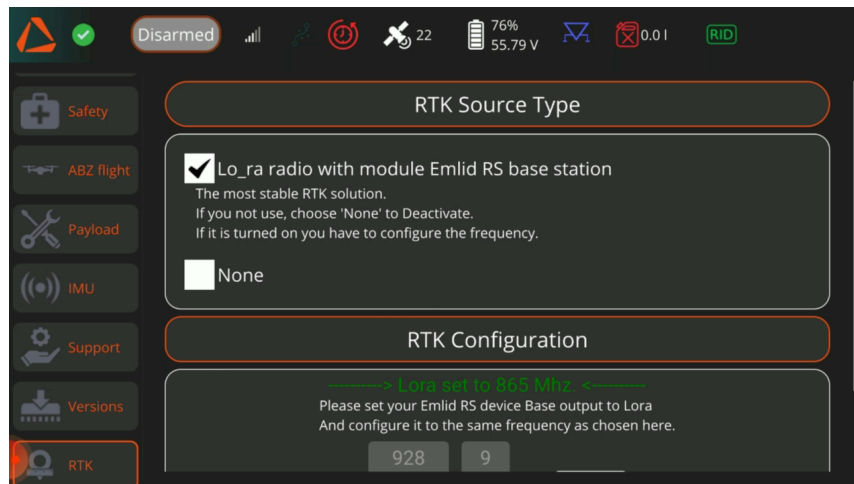 Disarmed
22
76%
55.79 V
0.0 l
RID
Safety
ABZ flight
Payload
IMU
Support
Versions
RTK
RTK Source Type
Lo_ra radio with module Emlid RS base station
The most stable RTK solution.
If you not use, choose 'None' to Deactivate.
If it is turned on you have to configure the frequency.
None
RTK Configuration
----------> Lora set to 865 Mhz. <----------
Please set your Emlid RS device Base output to Lora
And configure it to the same frequency as chosen here.
928 9